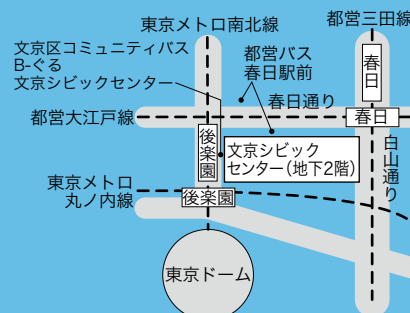 東京メトロ南北線
都営三田線
文京区コミュニティバス
B-ぐる
文京シビックセンター
都営バス
春日駅前
春日
春日通り
都営大江戸線
春日
後楽園
文京シビック
センター（地下2階）
白山通り
東京メトロ
丸ノ内線
後楽園
東京ドーム